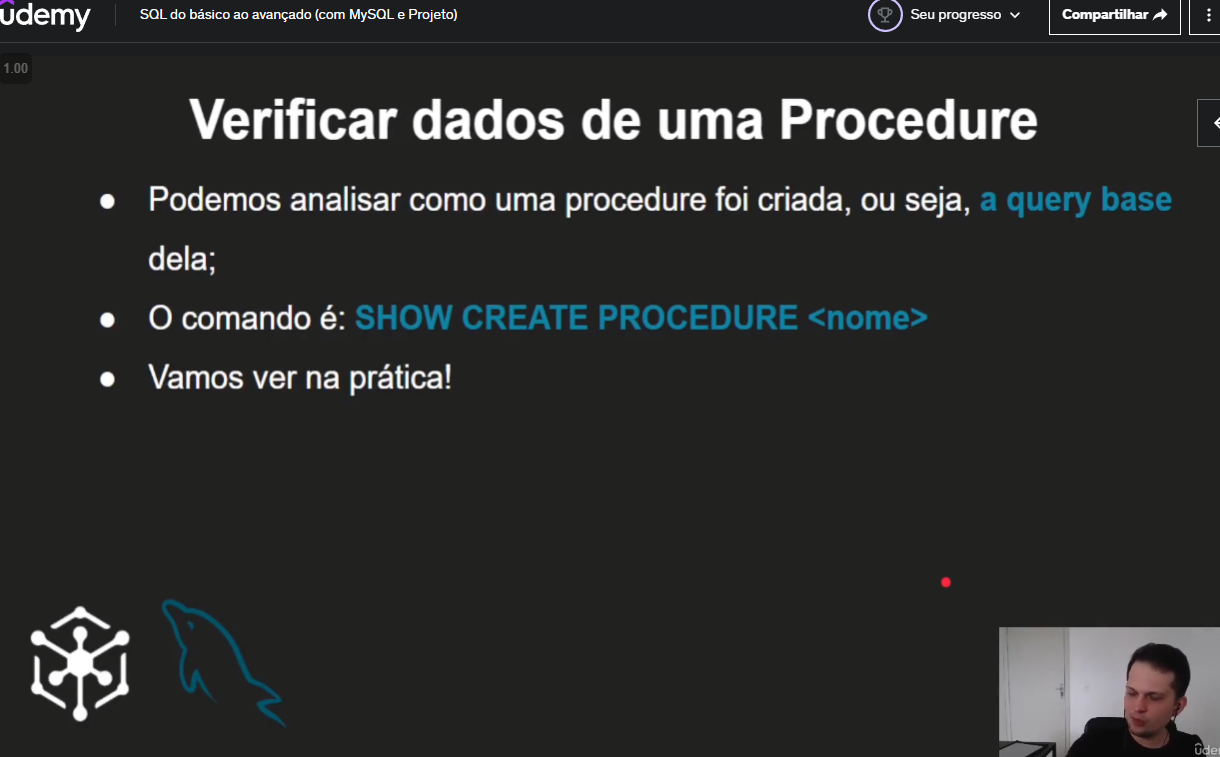 ûdemy
SQL do básico ao avançado (com MySQL e Projeto)
Seu progresso
Compartilhar
1.00
Verificar dados de uma Procedure
● Podemos analisar como uma procedure foi criada, ou seja, a query base
dela;
● O comando é: SHOW CREATE PROCEDURE <nome>
● Vamos ver na prática!
ûde